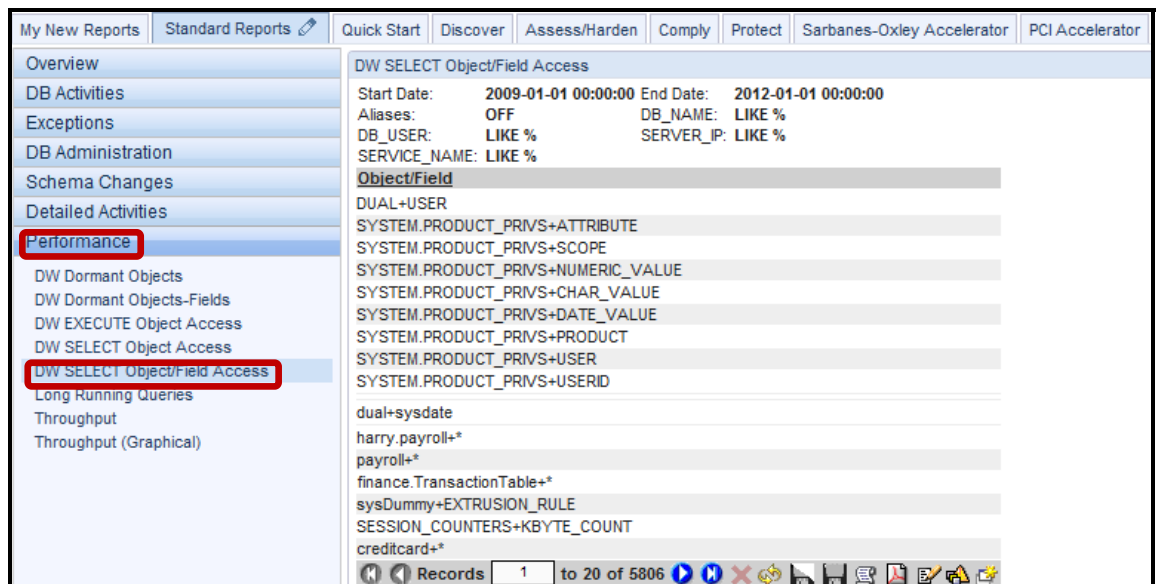 My New Reports Standard Reports Quick Start Discover Assess/Harden Comply Protect Sarbanes-Oxley Accelerator PCI Accelerator
Overview
DB Activities
Exceptions
DB Administration
Schema Changes
Detailed Activities
Performance
DW Dormant Objects
DW Dormant Objects-Fields
DW EXECUTE Object Access
DW SELECT Object Access
DW SELECT Object/Field Access
Long Running Queries
Throughput
Throughput (Graphical)
DW SELECT Object/Field Access
Start Date: 2009-01-01 00:00:00 End Date: 2012-01-01 00:00:00
Aliases: OFF DB_NAME: LIKE %
DB_USER: LIKE % SERVER_IP: LIKE %
SERVICE_NAME: LIKE %
Object/Field
DUAL+USER
SYSTEM.PRODUCT_PRIVS+ATTRIBUTE
SYSTEM.PRODUCT_PRIVS+SCOPE
SYSTEM.PRODUCT_PRIVS+NUMERIC_VALUE
SYSTEM.PRODUCT_PRIVS+CHAR_VALUE
SYSTEM.PRODUCT_PRIVS+DATE_VALUE
SYSTEM.PRODUCT_PRIVS+PRODUCT
SYSTEM.PRODUCT_PRIVS+USER
SYSTEM.PRODUCT_PRIVS+USERID
dual+sysdate
harry.payroll+*
payroll+*
finance.TransactionTable+*
sysDummy+EXTRUSION_RULE
SESSION_COUNTERS+KBYTE_COUNT
creditcard+*
Records 1 to 20 of 5806